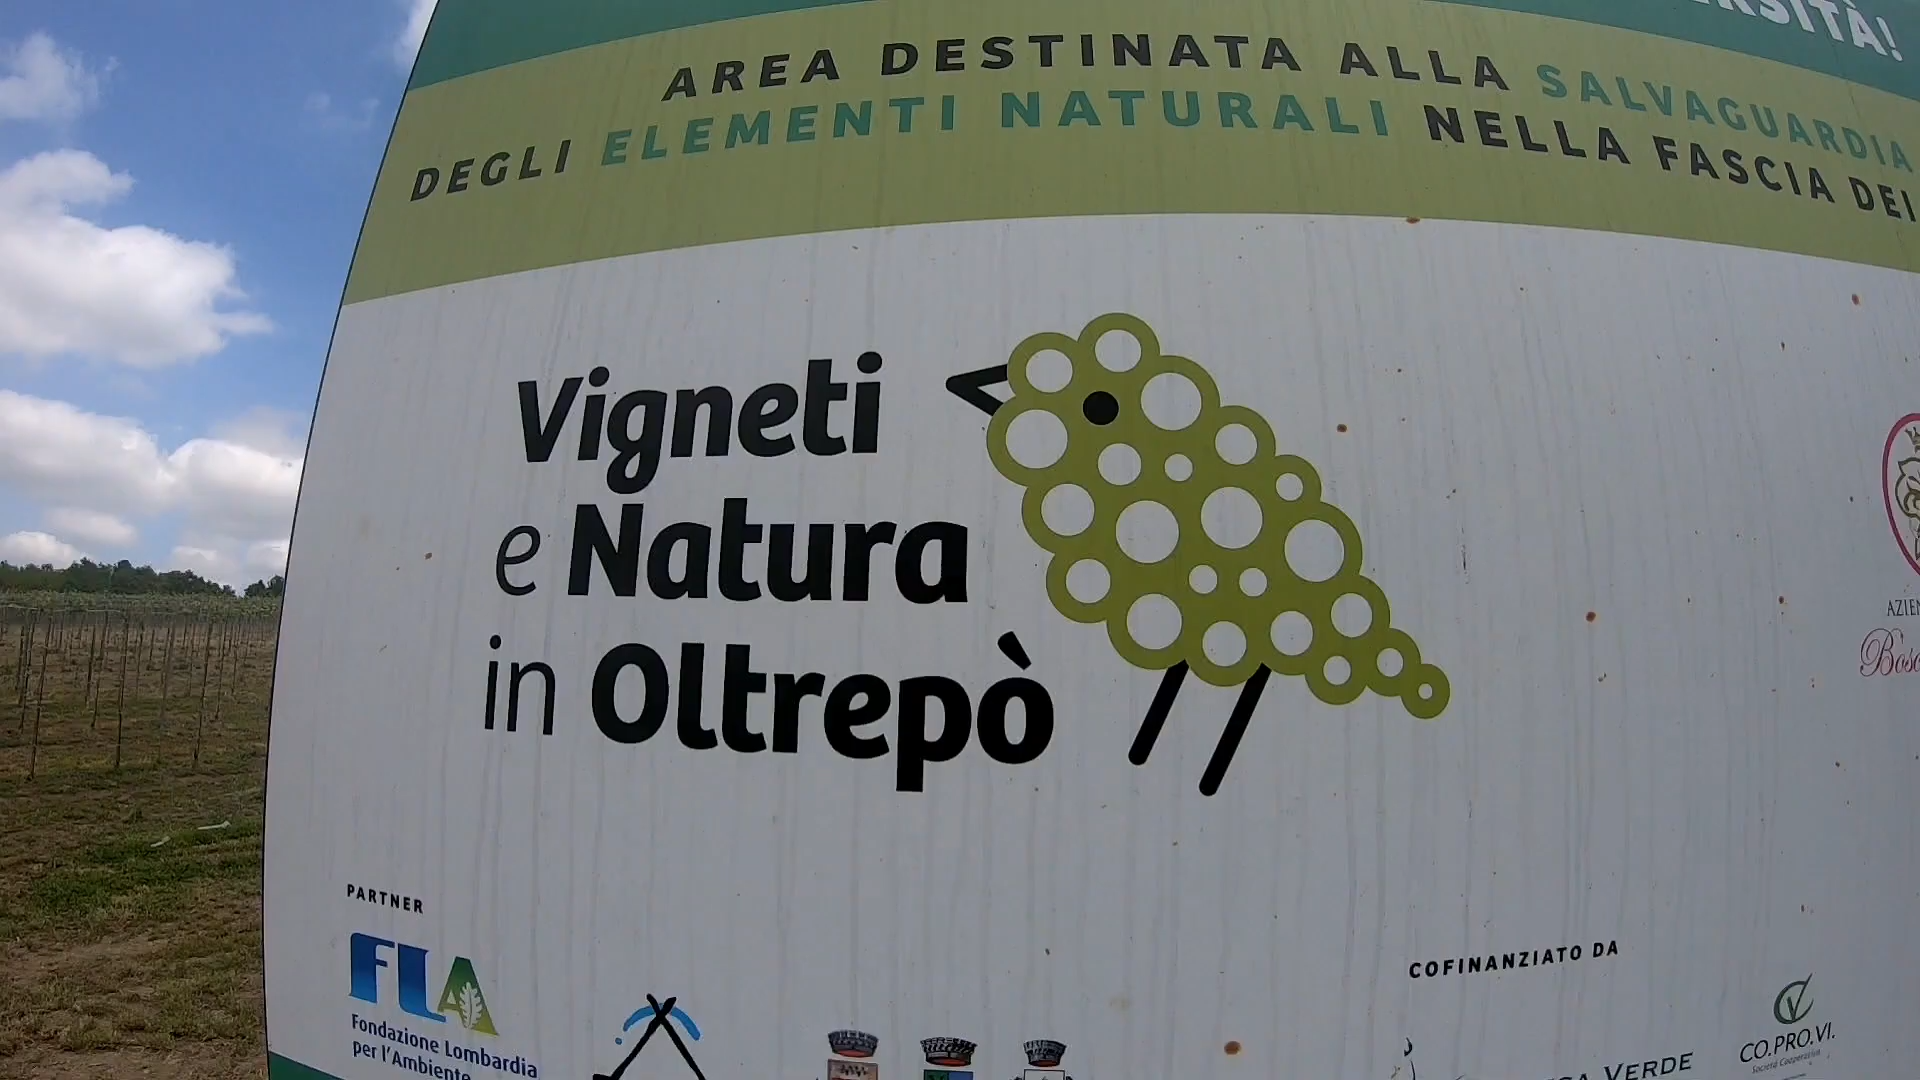 AREA DESTINATA ALLA SALVAGUARDIA
DEGLI ELEMENTI NATURALI NELLA FASCIA DEI
Vigneti
e Natura
in Oltrepò
PARTNER
FLA
Fondazione Lombardia
per l'Ambiente
COFINANZIATO DA
VERDE
CO.PRO.VI.
Società Cooperativa